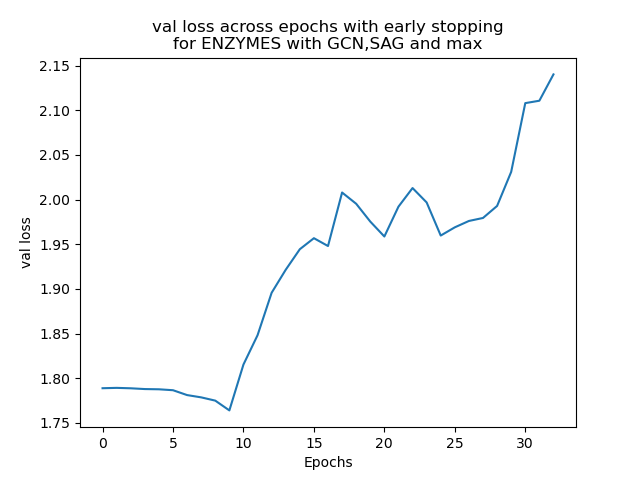 val loss across epochs with early stopping
for ENZYMES with GCN,SAG and max
2.15
2.10
2.05
2.00
1.95
1.90
1.85
1.80
1.75
val loss
0 5 10 15 20 25 30
Epochs